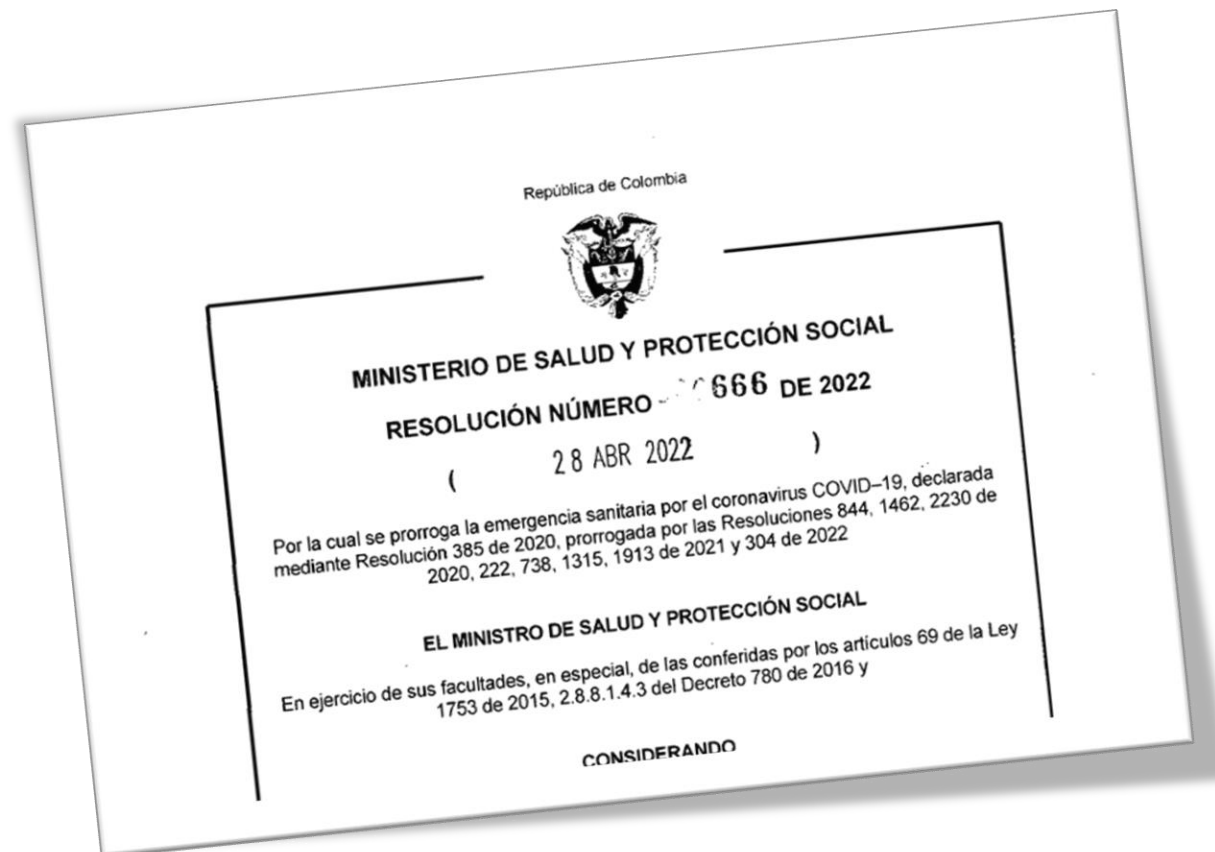 República de Colombia
MINISTERIO DE SALUD Y PROTECCIÓN SOCIAL
RESOLUCIÓN NÚMERO 666 DE 2022
( 28 ABR 2022 )
Por la cual se prorroga la emergencia sanitaria por el coronavirus COVID–19, declarada
mediante Resolución 385 de 2020, prorrogada por las Resoluciones 844, 1462, 2230 de
2020, 222, 738, 1315, 1913 de 2021 y 304 de 2022
EL MINISTRO DE SALUD Y PROTECCIÓN SOCIAL
En ejercicio de sus facultades, en especial, de las conferidas por los artículos 69 de la Ley
1753 de 2015, 2.8.8.1.4.3 del Decreto 780 de 2016 y
CONSIDERANDO